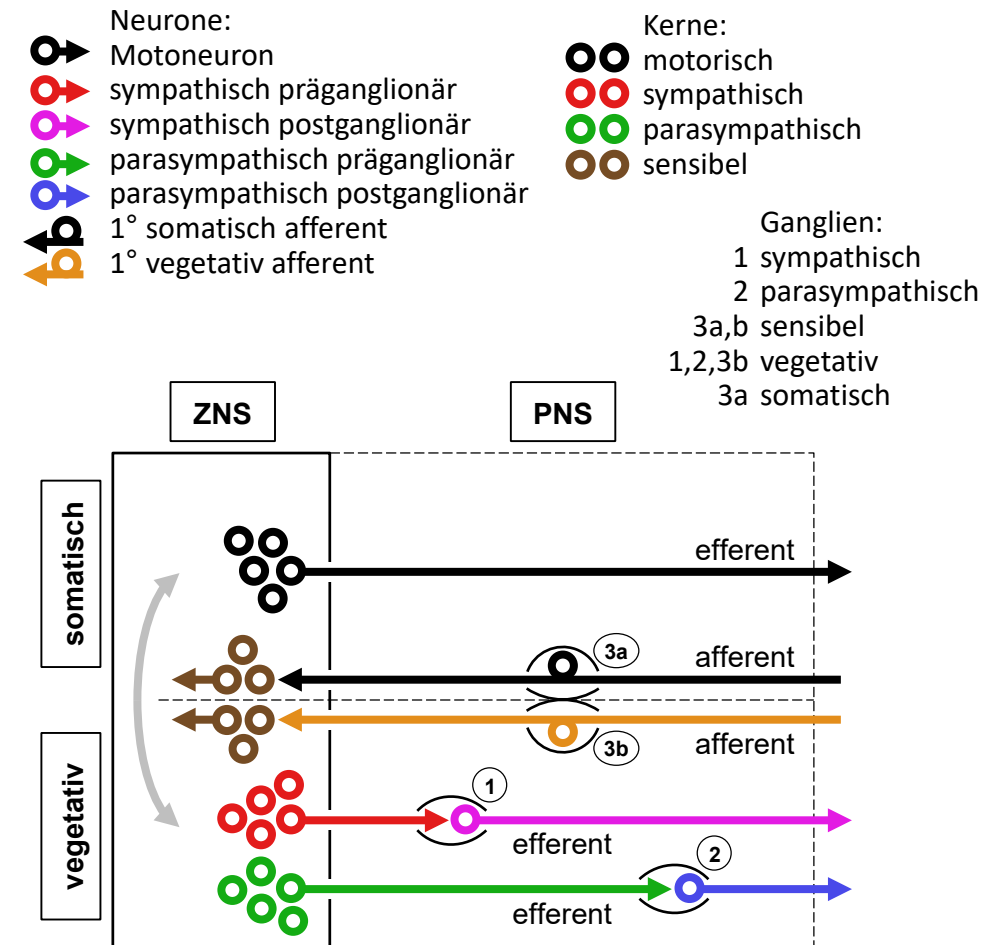 Neurone:
Motoneuron
sympathisch präganglionär
sympathisch postganglionär
parasympathisch präganglionär
parasympathisch postganglionär
1° somatisch afferent
1° vegetativ afferent
Kerne:
motorisch
sympathisch
parasympathisch
sensibel
Ganglien:
1 sympathisch
2 parasympathisch
3a,b sensibel
1,2,3b vegetativ
3a somatisch
ZNS
PNS
somatisch
efferent
3a
afferent
afferent
3b
vegetativ
1
efferent
2
efferent